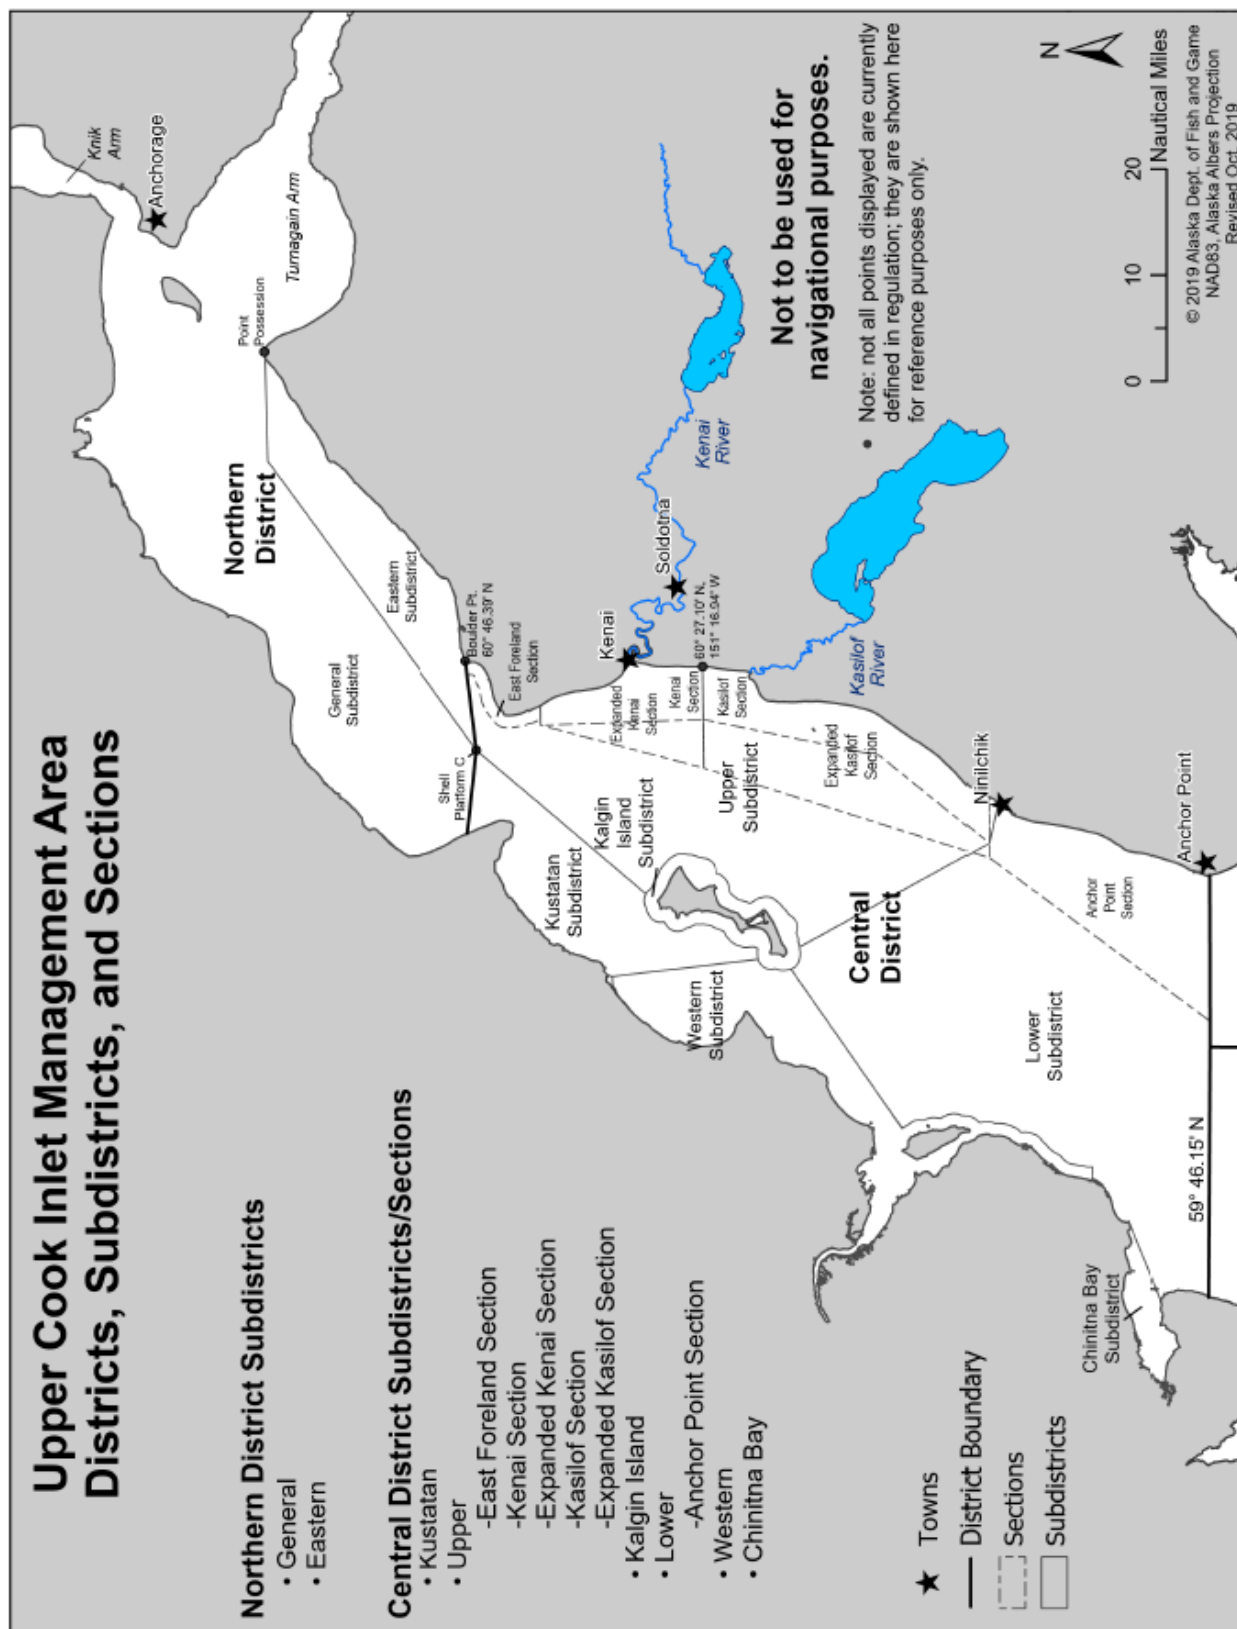 Upper Cook Inlet Management Area
Districts, Subdistricts, and Sections
Northern District Subdistricts
• General
• Eastern
Central District Subdistricts/Sections
• Kustatan
• Upper
-East Foreland Section
-Kenai Section
-Expanded Kenai Section
-Kasilof Section
-Expanded Kasilof Section
• Kalgin Island
• Lower
-Anchor Point Section
• Western
• Chinitna Bay
Towns
District Boundary
Sections
Subdistricts
Knik
Arm
Anchorage
Turnagain Arm
Point
Possession
Northern
District
General
Subdistrict
Eastern
Subdistrict
Boulder Pt.
60° 46.39' N
Shell
Platform C
East Foreland
Section
Kustatan
Subdistrict
Kalgin
Island
Subdistrict
Expanded
Kenai
Section
Kenai
Section
Kenai
Soldotna
60° 27.10' N,
151° 16.94' W
Kenai
River
Kasilof
Section
Upper
Subdistrict
Expanded
Kasilof
Section
Kasilof
River
Western
Subdistrict
Central
District
Ninilchik
Lower
Subdistrict
Anchor
Point
Section
Anchor Point
Chinitna Bay
Subdistrict
59° 46.15' N
Not to be used for
navigational purposes.
• Note: not all points displayed are currently
defined in regulation; they are shown here
for reference purposes only.
N
0 10 20
Nautical Miles
© 2019 Alaska Dept. of Fish and Game
NAD83, Alaska Albers Projection
Revised Oct. 2019